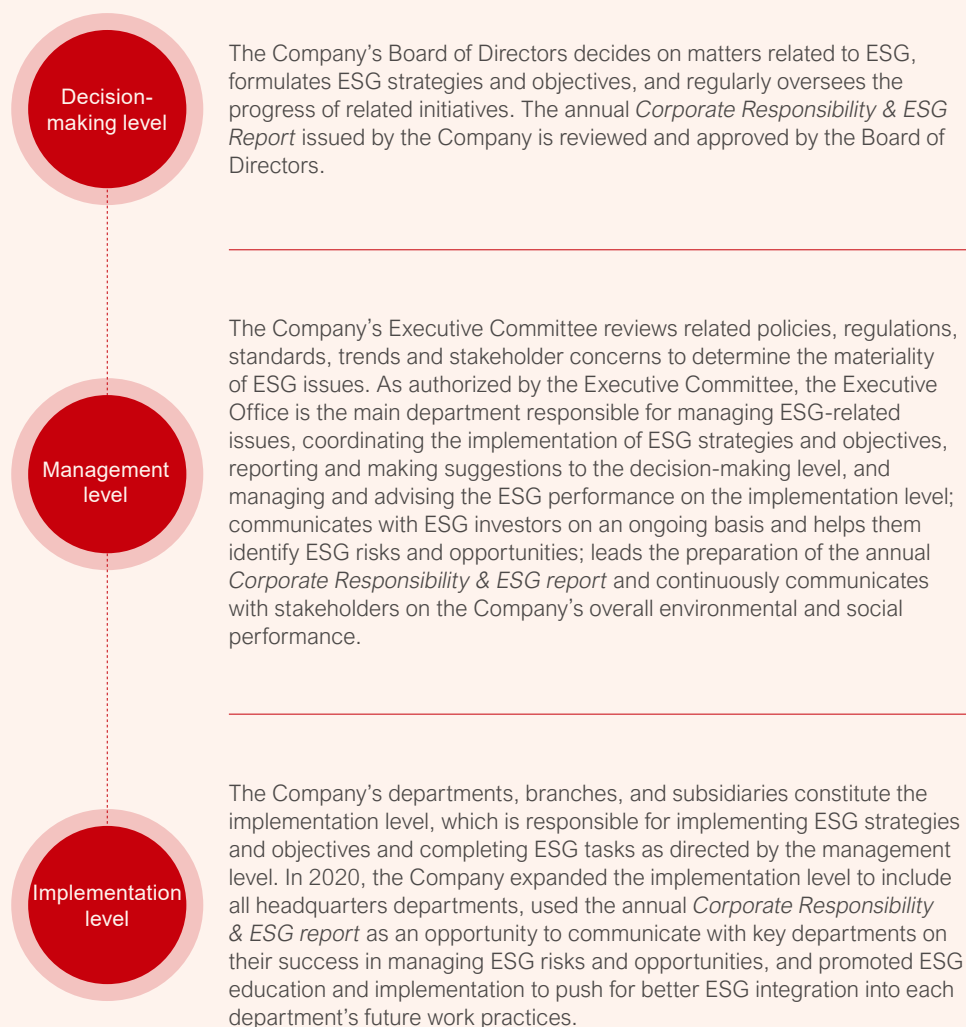 Decision-
making level
The Company's Board of Directors decides on matters related to ESG,
formulates ESG strategies and objectives, and regularly oversees the
progress of related initiatives. The annual Corporate Responsibility & ESG
Report issued by the Company is reviewed and approved by the Board of
Directors.
Management
level
The Company's Executive Committee reviews related policies, regulations,
standards, trends and stakeholder concerns to determine the materiality
of ESG issues. As authorized by the Executive Committee, the Executive
Office is the main department responsible for managing ESG-related
issues, coordinating the implementation of ESG strategies and objectives,
reporting and making suggestions to the decision-making level, and
managing and advising the ESG performance on the implementation level;
communicates with ESG investors on an ongoing basis and helps them
identify ESG risks and opportunities; leads the preparation of the annual
Corporate Responsibility & ESG report and continuously communicates
with stakeholders on the Company's overall environmental and social
performance.
Implementation
level
The Company's departments, branches, and subsidiaries constitute the
implementation level, which is responsible for implementing ESG strategies
and objectives and completing ESG tasks as directed by the management
level. In 2020, the Company expanded the implementation level to include
all headquarters departments, used the annual Corporate Responsibility
& ESG report as an opportunity to communicate with key departments on
their success in managing ESG risks and opportunities, and promoted ESG
education and implementation to push for better ESG integration into each
department's future work practices.